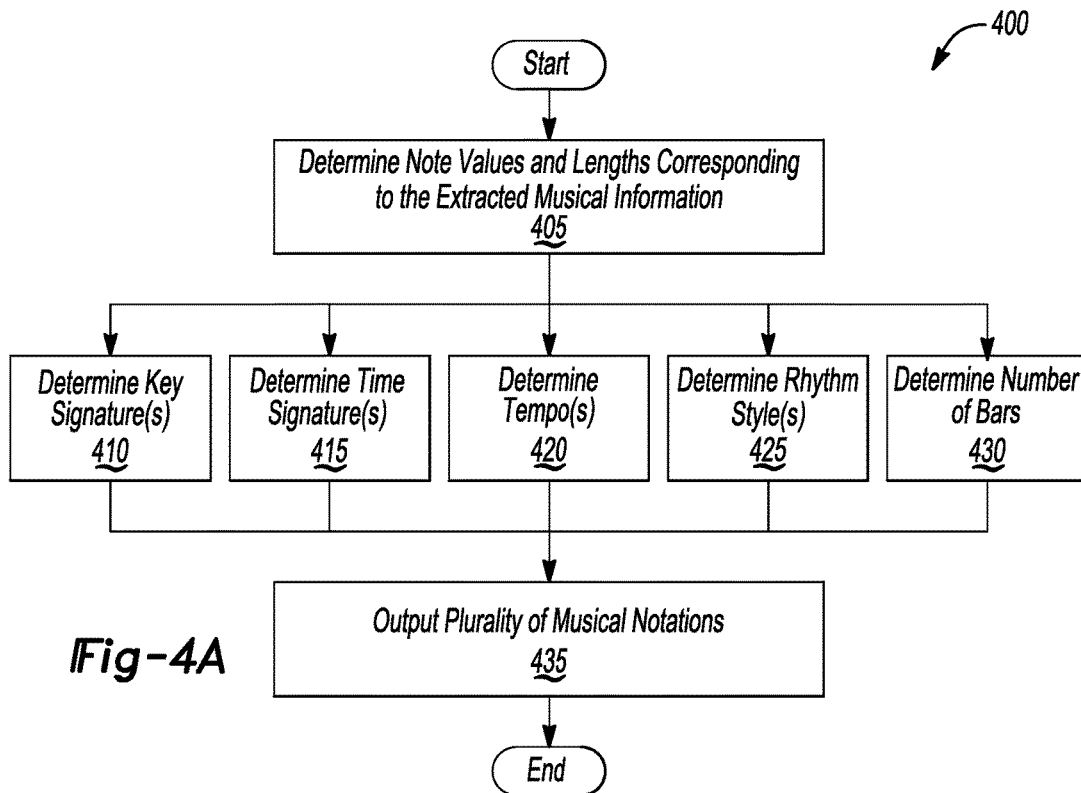 400
Start
Determine Note Values and Lengths Corresponding
to the Extracted Musical Information
405
Determine Key
Signature(s)
410
Determine Time
Signature(s)
415
Determine
Tempo(s)
420
Determine Rhythm
Style(s)
425
Determine Number
of Bars
430
Output Plurality of Musical Notations
435
Fig-4A
End